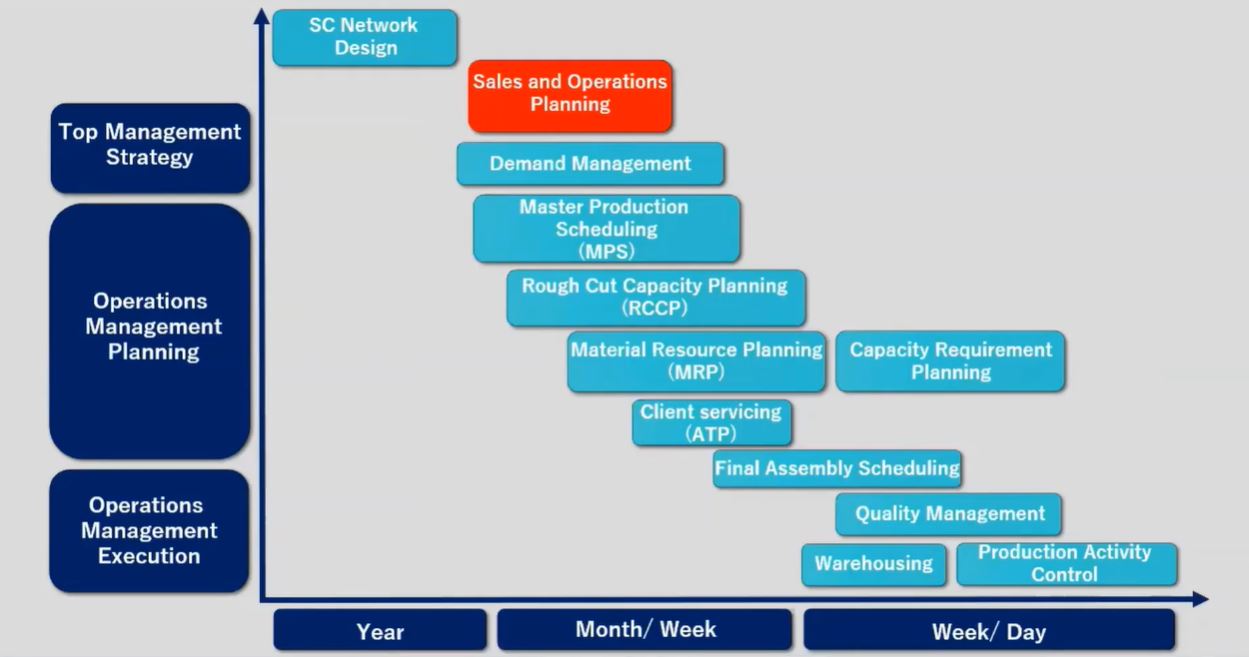 SC Network
Design
Sales and Operations
Planning
Top Management
Strategy
Demand Management
Master Production
Scheduling
(MPS)
Operations
Management
Planning
Rough Cut Capacity Planning
(RCCP)
Material Resource Planning
(MRP)
Capacity Requirement
Planning
Client servicing
(ATP)
Final Assembly Scheduling
Operations
Management
Execution
Quality Management
Warehousing
Production Activity
Control
Year
Month/ Week
Week/ Day